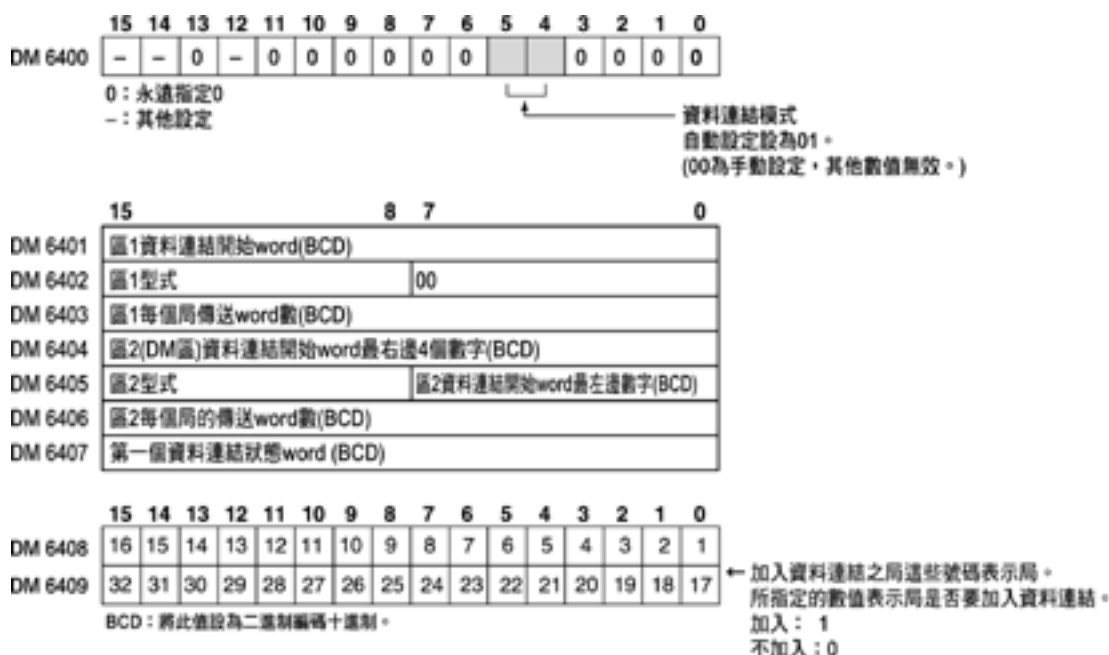 15 14 13 12 11 10 9 8 7 6 5 4 3 2 1 0
DM 6400 – – 0 – 0 0 0 0 0 0 0 0 0 0
0：永遠指定0
–：其他設定
資料連結模式
自動設定設為01。
(00為手動設定，其他數值無效。)
15 8 7 0
DM 6401 區1資料連結開始word(BCD)
DM 6402 區1型式 00
DM 6403 區1每個局傳送word數(BCD)
DM 6404 區2(DM區)資料連結開始word最右邊4個數字(BCD)
DM 6405 區2型式 區2資料連結開始word最左邊數字(BCD)
DM 6406 區2每個局的傳送word數(BCD)
DM 6407 第一個資料連結狀態word (BCD)
15 14 13 12 11 10 9 8 7 6 5 4 3 2 1 0
DM 6408 16 15 14 13 12 11 10 9 8 7 6 5 4 3 2 1
DM 6409 32 31 30 29 28 27 26 25 24 23 22 21 20 19 18 17
←加入資料連結之局這些號碼表示局。
所指定的數值表示局是否要加入資料連結。
加入： 1
不加入：0
BCD：將此值設為二進制編碼十進制。